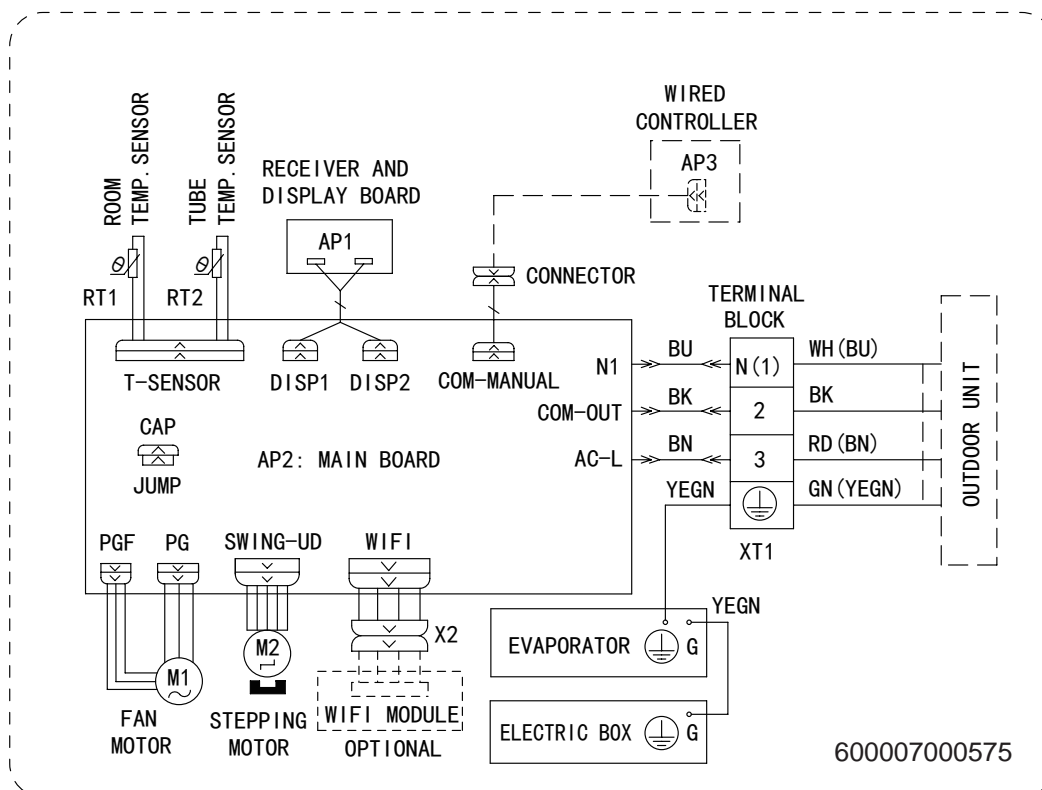 WIRED
CONTROLLER
AP3
ROOM
TEMP. SENSOR
TUBE
TEMP. SENSOR
RECEIVER AND
DISPLAY BOARD
AP1
θ
θ
RT1
RT2
CONNECTOR
TERMINAL
BLOCK
T-SENSOR
DISP1
DISP2
COM-MANUAL
N1
BU
N(1)
WH(BU)
COM-OUT
BK
2
BK
CAP
JUMP
AP2: MAIN BOARD
AC-L
BN
3
RD(BN)
YEGN
GN(YEGN)
OUTDOOR UNIT
XT1
PGF
PG
SWING-UD
WIFI
YEGN
X2
M1
M2
EVAPORATOR
G
FAN
MOTOR
STEPPING
MOTOR
WIFI MODULE
OPTIONAL
ELECTRIC BOX
G
600007000575